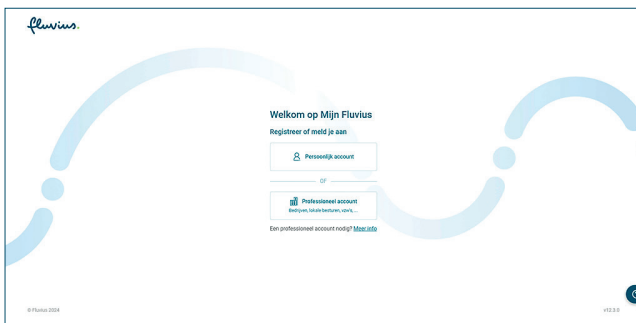 fluvius.
Welkom op Mijn Fluvius
Registreer of meld je aan
Persoonlijk account
OF
Professioneel account
Bedrijven, lokale besturen, vzw's, ...
Een professioneel account nodig? Meer info
© Fluvius 2024
v12.5.0